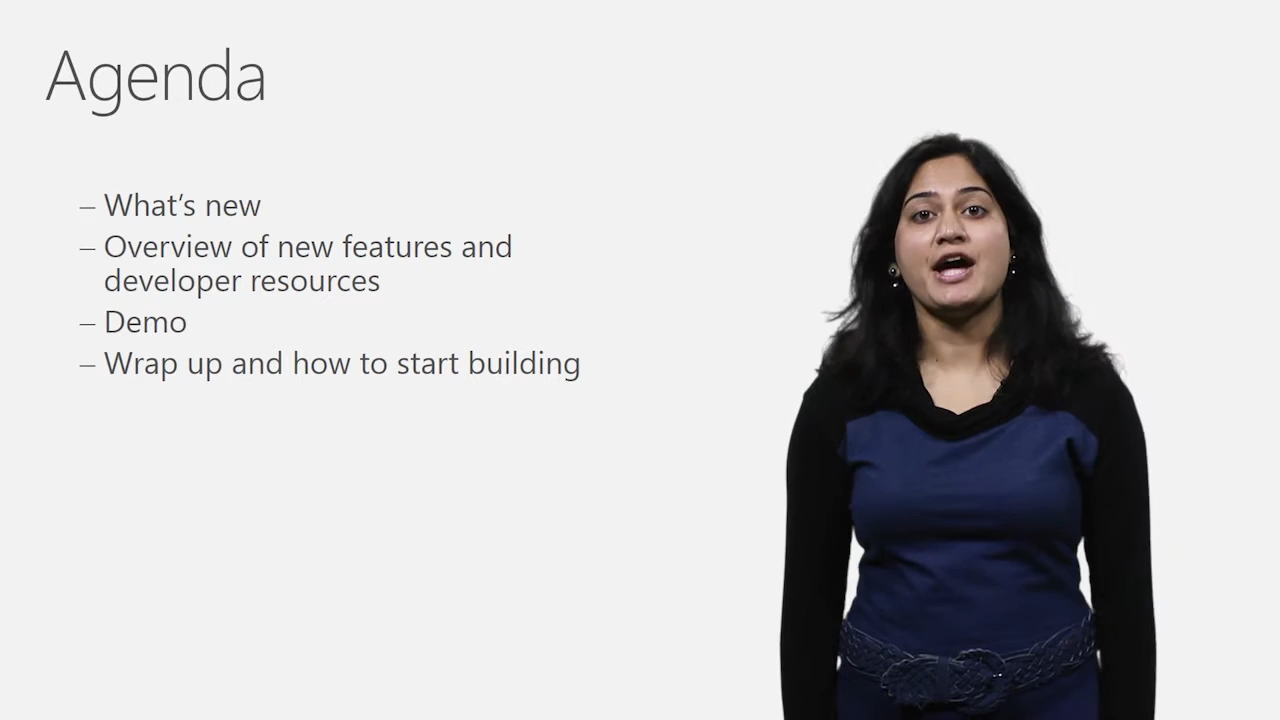 Agenda
– What's new
– Overview of new features and
developer resources
– Demo
– Wrap up and how to start building